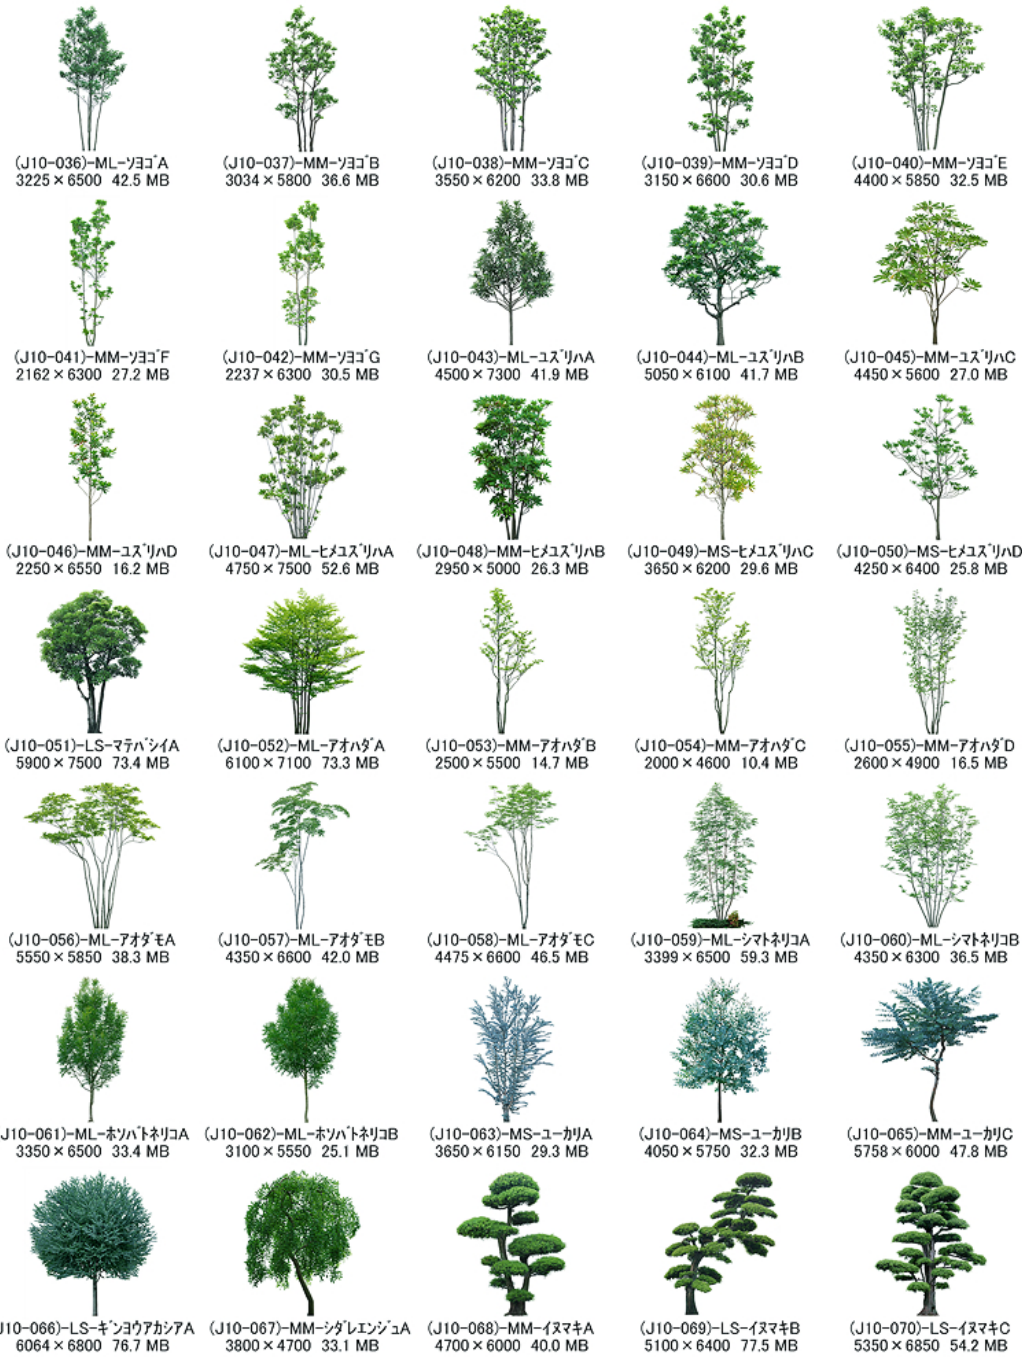 (J10-036)-ML-ｿﾖｺﾞA
3225×6500 42.5 MB
(J10-037)-MM-ｿﾖｺﾞB
3034×5800 36.6 MB
(J10-038)-MM-ｿﾖｺﾞC
3550×6200 33.8 MB
(J10-039)-MM-ｿﾖｺﾞD
3150×6600 30.6 MB
(J10-040)-MM-ｿﾖｺﾞE
4400×5850 32.5 MB
(J10-041)-MM-ｿﾖｺﾞF
2162×6300 27.2 MB
(J10-042)-MM-ｿﾖｺﾞG
2237×6300 30.5 MB
(J10-043)-ML-ﾕｽﾞﾘﾊA
4500×7300 41.9 MB
(J10-044)-ML-ﾕｽﾞﾘﾊB
5050×6100 41.7 MB
(J10-045)-MM-ﾕｽﾞﾘﾊC
4450×5600 27.0 MB
(J10-046)-MM-ﾕｽﾞﾘﾊD
2250×6550 16.2 MB
(J10-047)-ML-ﾋﾒﾕｽﾞﾘﾊA
4750×7500 52.6 MB
(J10-048)-MM-ﾋﾒﾕｽﾞﾘﾊB
2950×5000 26.3 MB
(J10-049)-MS-ﾋﾒﾕｽﾞﾘﾊC
3650×6200 29.6 MB
(J10-050)-MS-ﾋﾒﾕｽﾞﾘﾊD
4250×6400 25.8 MB
(J10-051)-LS-ﾏﾃﾊﾞｼｲA
5900×7500 73.4 MB
(J10-052)-ML-ｱｵﾊﾀﾞA
6100×7100 73.3 MB
(J10-053)-MM-ｱｵﾊﾀﾞB
2500×5500 14.7 MB
(J10-054)-MM-ｱｵﾊﾀﾞC
2000×4600 10.4 MB
(J10-055)-MM-ｱｵﾊﾀﾞD
2600×4900 16.5 MB
(J10-056)-ML-ｱｵﾀﾞﾓA
5550×5850 38.3 MB
(J10-057)-ML-ｱｵﾀﾞﾓB
4350×6600 42.0 MB
(J10-058)-ML-ｱｵﾀﾞﾓC
4475×6600 46.5 MB
(J10-059)-ML-ｼﾏﾄﾈﾘｺA
3399×6500 59.3 MB
(J10-060)-ML-ｼﾏﾄﾈﾘｺB
4350×6300 36.5 MB
J10-061)-ML-ﾎｿﾊﾞﾄﾈﾘｺA
3350×6500 33.4 MB
(J10-062)-ML-ﾎｿﾊﾞﾄﾈﾘｺB
3100×5550 25.1 MB
(J10-063)-MS-ﾕｰｶﾘA
3650×6150 29.3 MB
(J10-064)-MS-ﾕｰｶﾘB
4050×5750 32.3 MB
(J10-065)-MM-ﾕｰｶﾘC
5758×6000 47.8 MB
J10-066)-LS-ｷﾞﾝﾖｳｱｶｼｱA
6064×6800 76.7 MB
(J10-067)-MM-ｼﾀﾞﾚｴﾝｼﾞｭA
3800×4700 33.1 MB
(J10-068)-MM-ｲﾇﾏｷA
4700×6000 40.0 MB
(J10-069)-LS-ｲﾇﾏｷB
5100×6400 77.5 MB
(J10-070)-LS-ｲﾇﾏｷC
5350×6850 54.2 MB